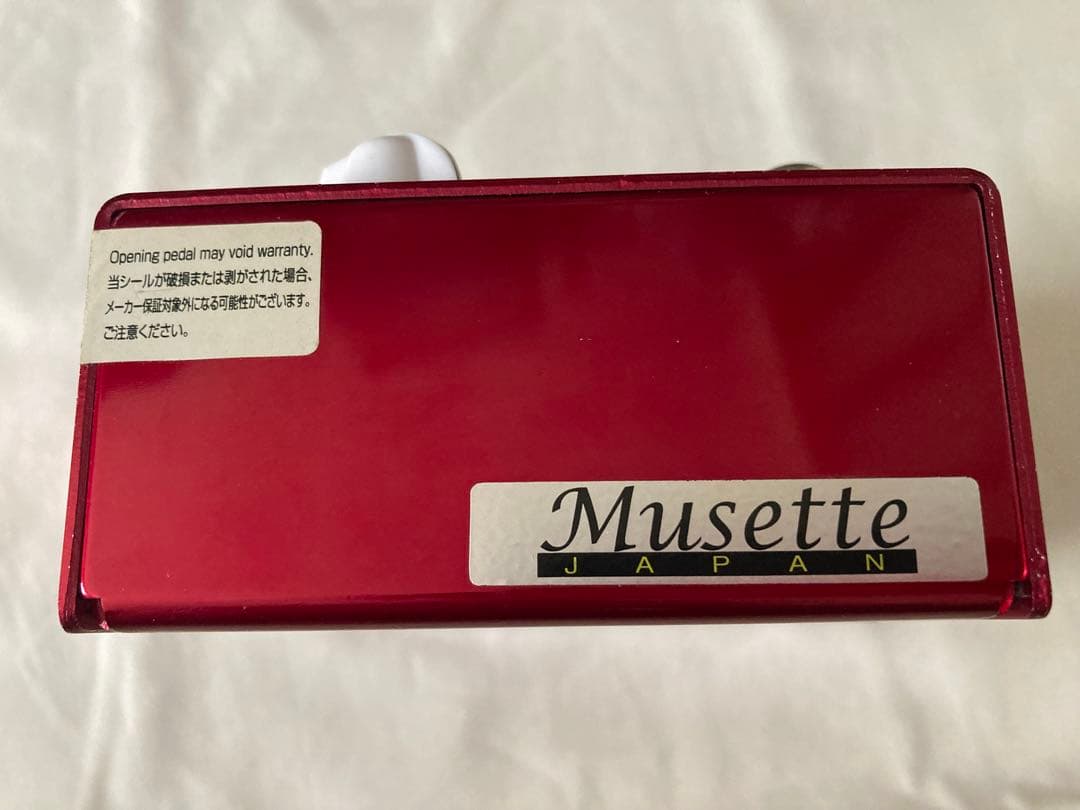 Opening pedal may void warranty.
当シールが破損または剥がされた場合、
メーカー保証対象外になる可能性がございます。
ご注意ください。
Musette
JAPAN